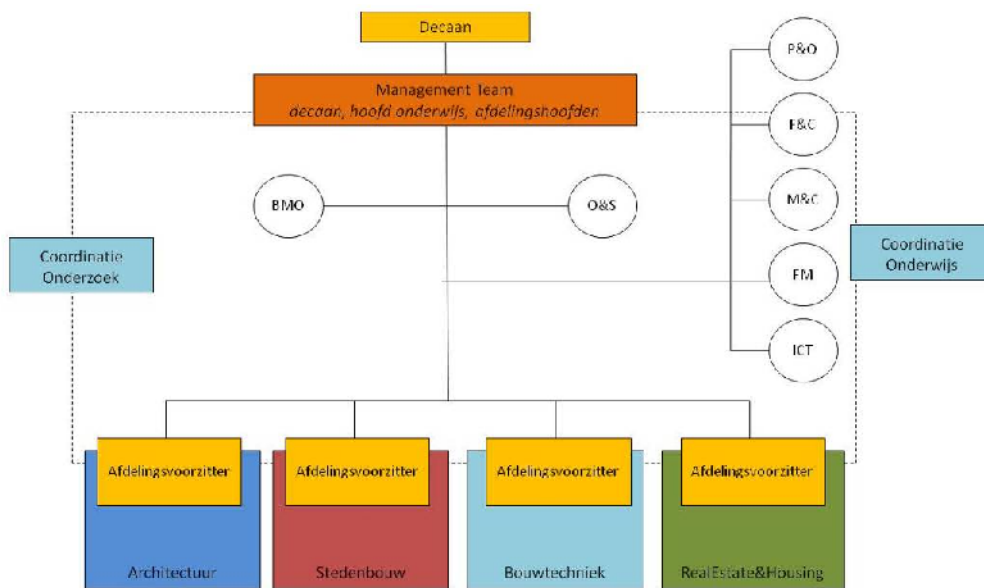 Decaan
Management Team
decaan, hoofd onderwijs, afdelingshoofden
P&O
F&C
M&C
FM
ICT
BMO
O&S
Coordinatie
Onderzoek
Coordinatie
Onderwijs
Afdelingsvoorzitter
Afdelingsvoorzitter
Afdelingsvoorzitter
Afdelingsvoorzitter
Architectuur
Stedenbouw
Bouwtechniek
RealEstate&Housing